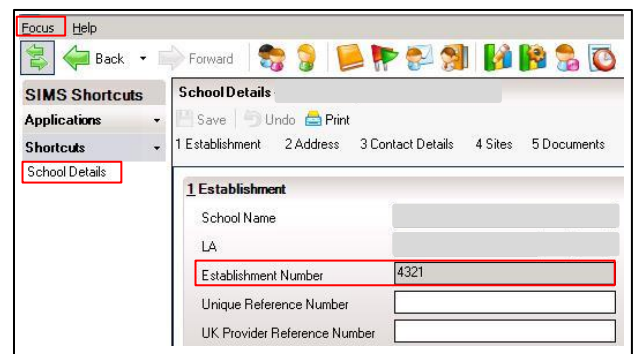 Focus Help
Back Forward
SIMS Shortcuts
Applications
Shortcuts
School Details
School Details
Save Undo Print
1 Establishment 2 Address 3 Contact Details 4 Sites 5 Documents
1 Establishment
School Name
LA
Establishment Number 4321
Unique Reference Number
UK Provider Reference Number